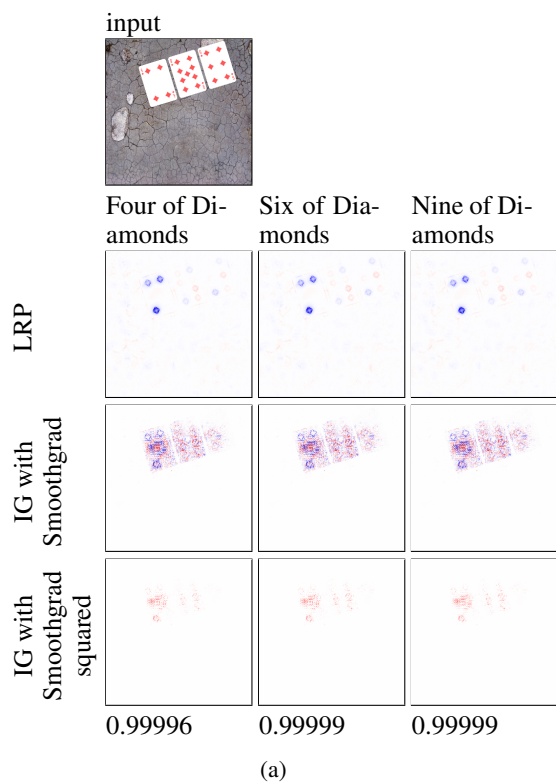 input
Four of Di-
amonds
Six of Dia-
monds
Nine of Di-
amonds
LRP
IG with
Smoothgrad
IG with
Smoothgrad
squared
0.99996 0.99999 0.99999
(a)